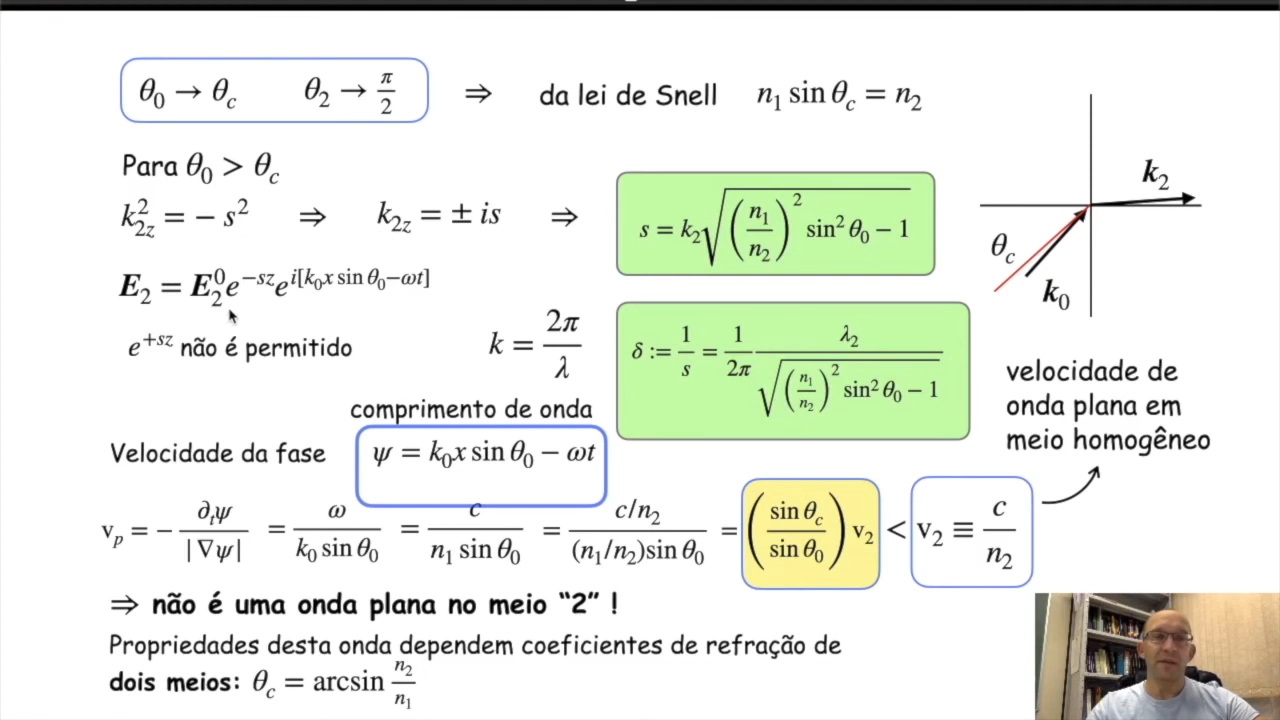 θ₀ → θ_c    θ₂ → π/2 ⇒ da lei de Snell n₁ sin θ_c = n₂
Para θ₀ > θ_c
k²_{2z} = − s² ⇒ k_{2z} = ± is ⇒ s = k₂ √((n₁/n₂)² sin² θ₀ − 1)
E₂ = E₂⁰ e^{−sz} e^{i[k₀x sin θ₀−ωt]}
e^{+sz} não é permitido
k = 2π/λ
δ := 1/s = 1/2π λ₂/√((n₁/n₂)² sin² θ₀ − 1)
θ_c
k₂
k₀
velocidade de
onda plana em
meio homogêneo
comprimento de onda
Velocidade da fase ψ = k₀x sin θ₀ − ωt
v_p = − ∂_tψ/|∇ψ| = ω/(k₀ sin θ₀) = c/(n₁ sin θ₀) = (c/n₂)/((n₁/n₂)sin θ₀) = (sin θ_c/sin θ₀) v₂ < v₂ ≡ c/n₂
⇒ não é uma onda plana no meio “2” !
Propriedades desta onda dependem coeficientes de refração de
dois meios: θ_c = arcsin n₂/n₁